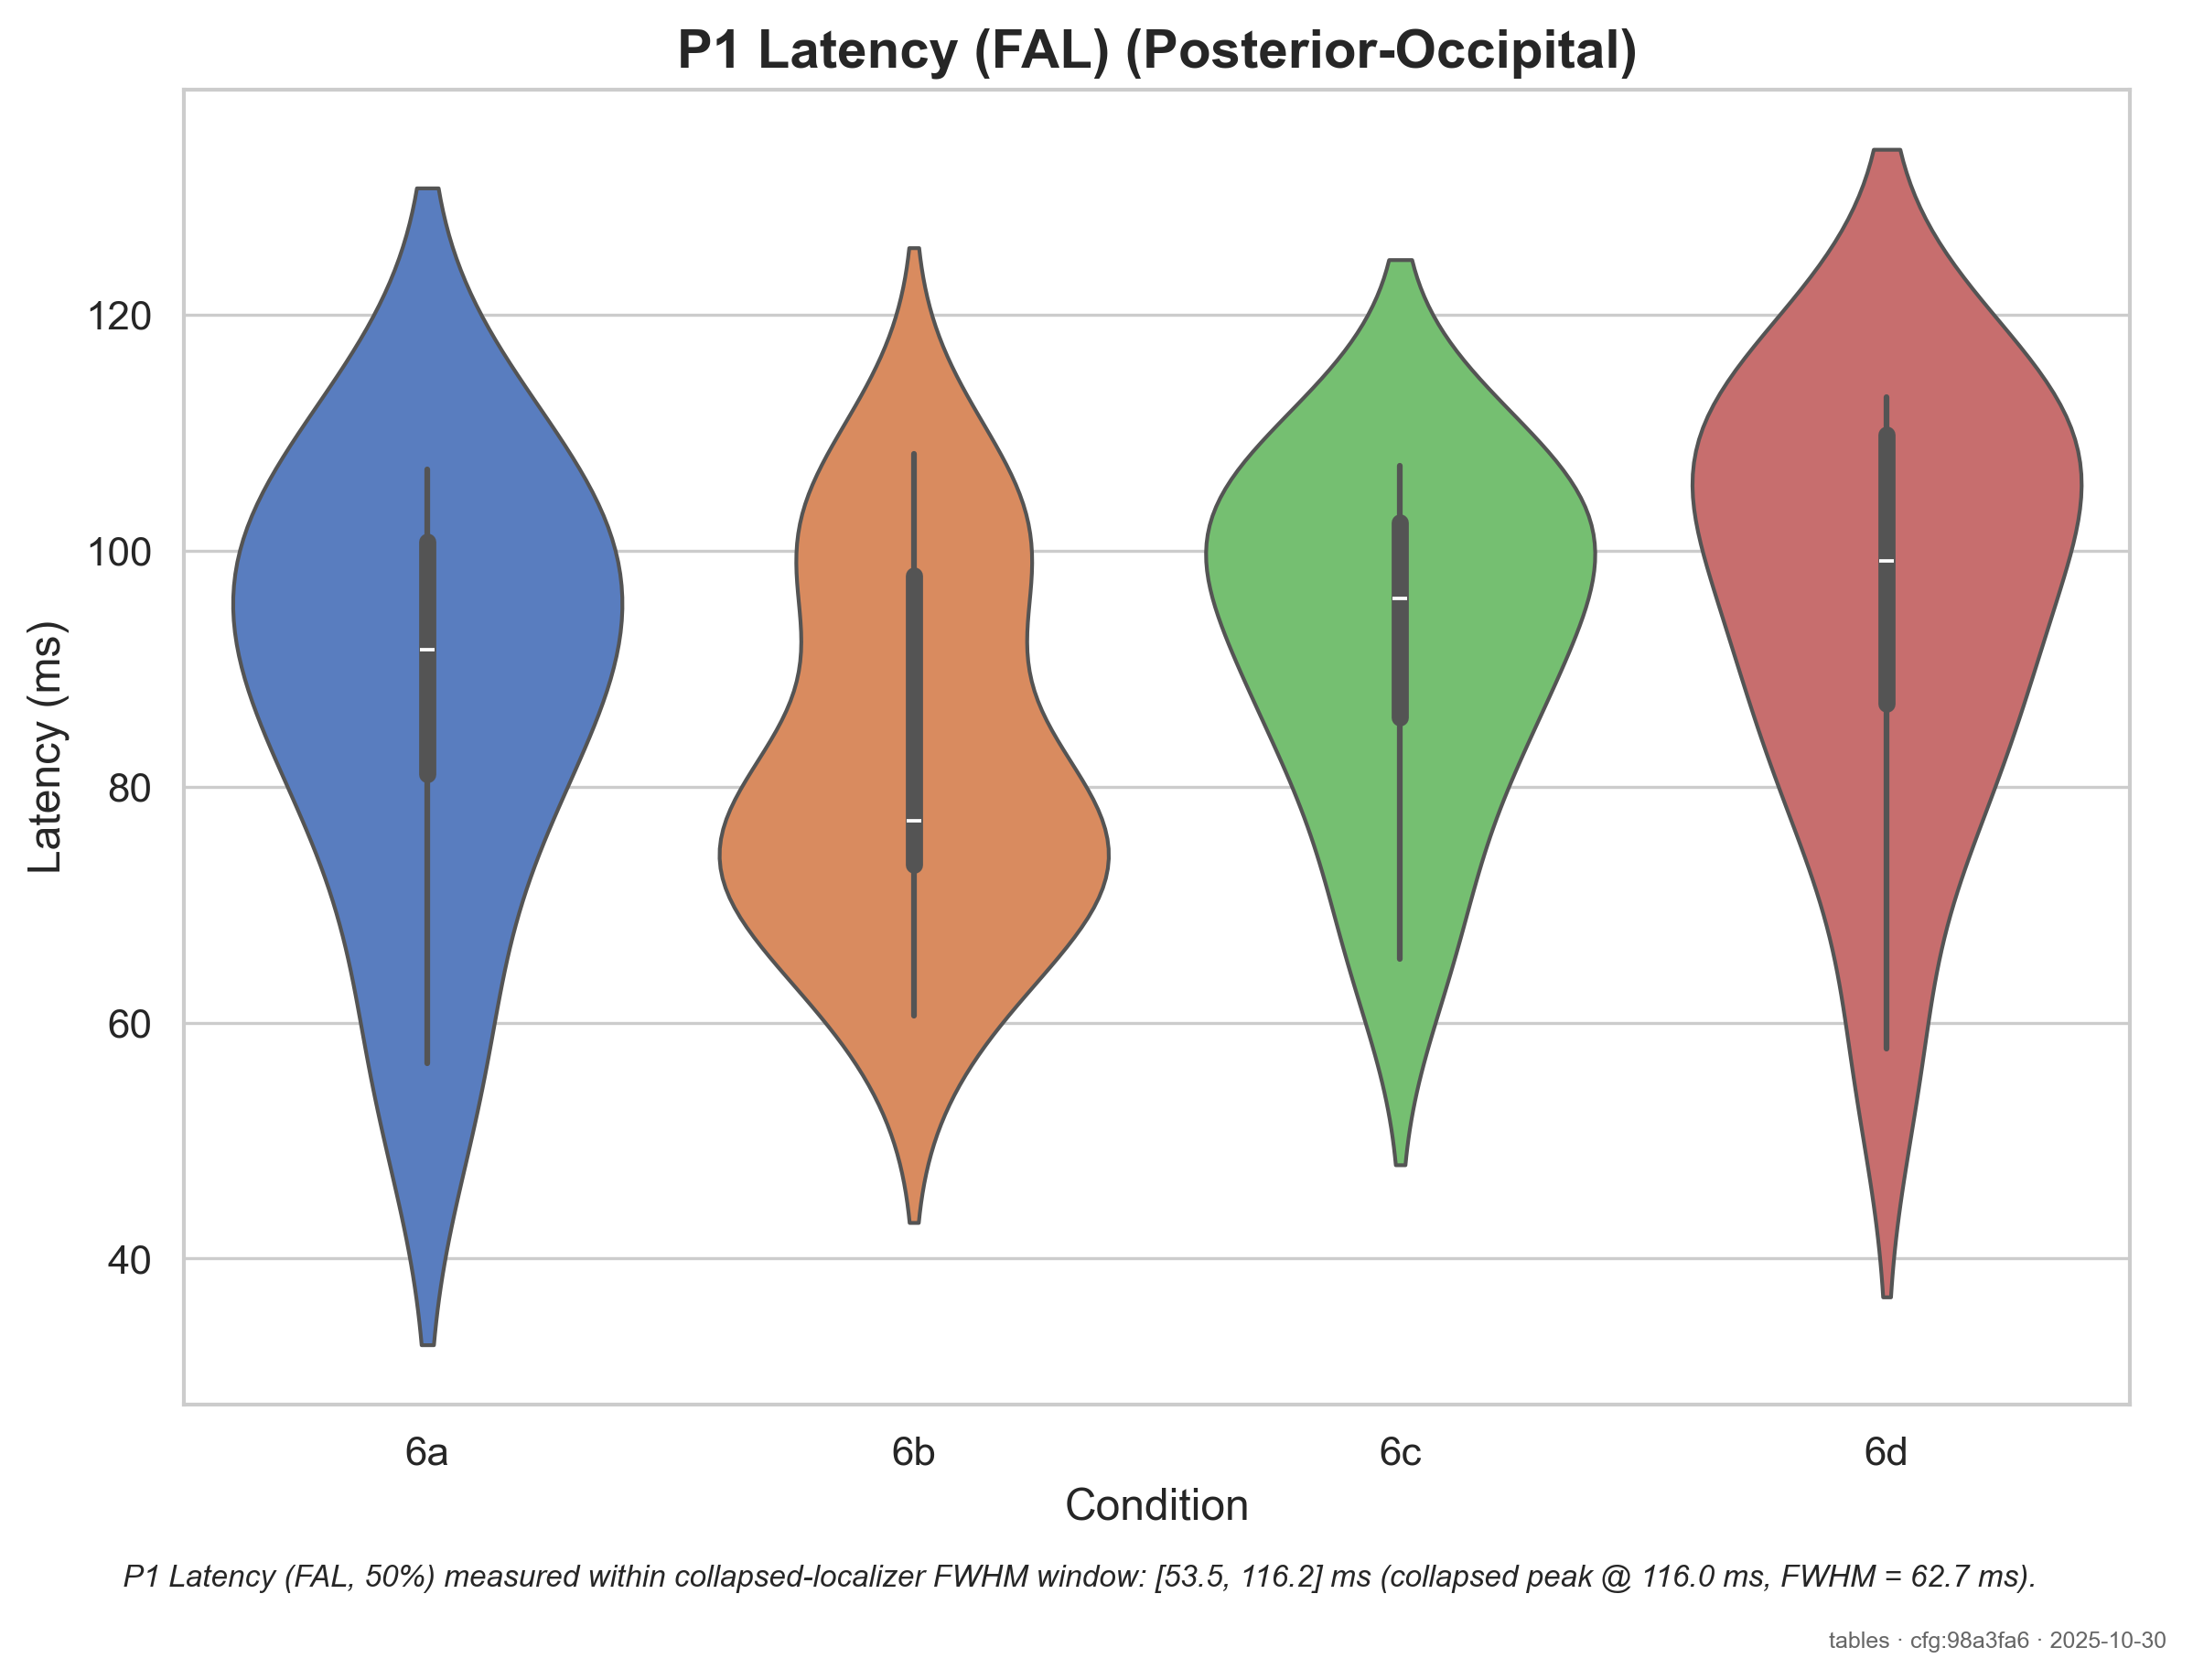 P1 Latency (FAL) (Posterior-Occipital)
Latency (ms)
120
100
80
60
40
6a
6b
6c
6d
Condition
P1 Latency (FAL, 50%) measured within collapsed-localizer FWHM window: [53.5, 116.2] ms (collapsed peak @ 116.0 ms, FWHM = 62.7 ms).
tables · cfg:98a3fa6 · 2025-10-30